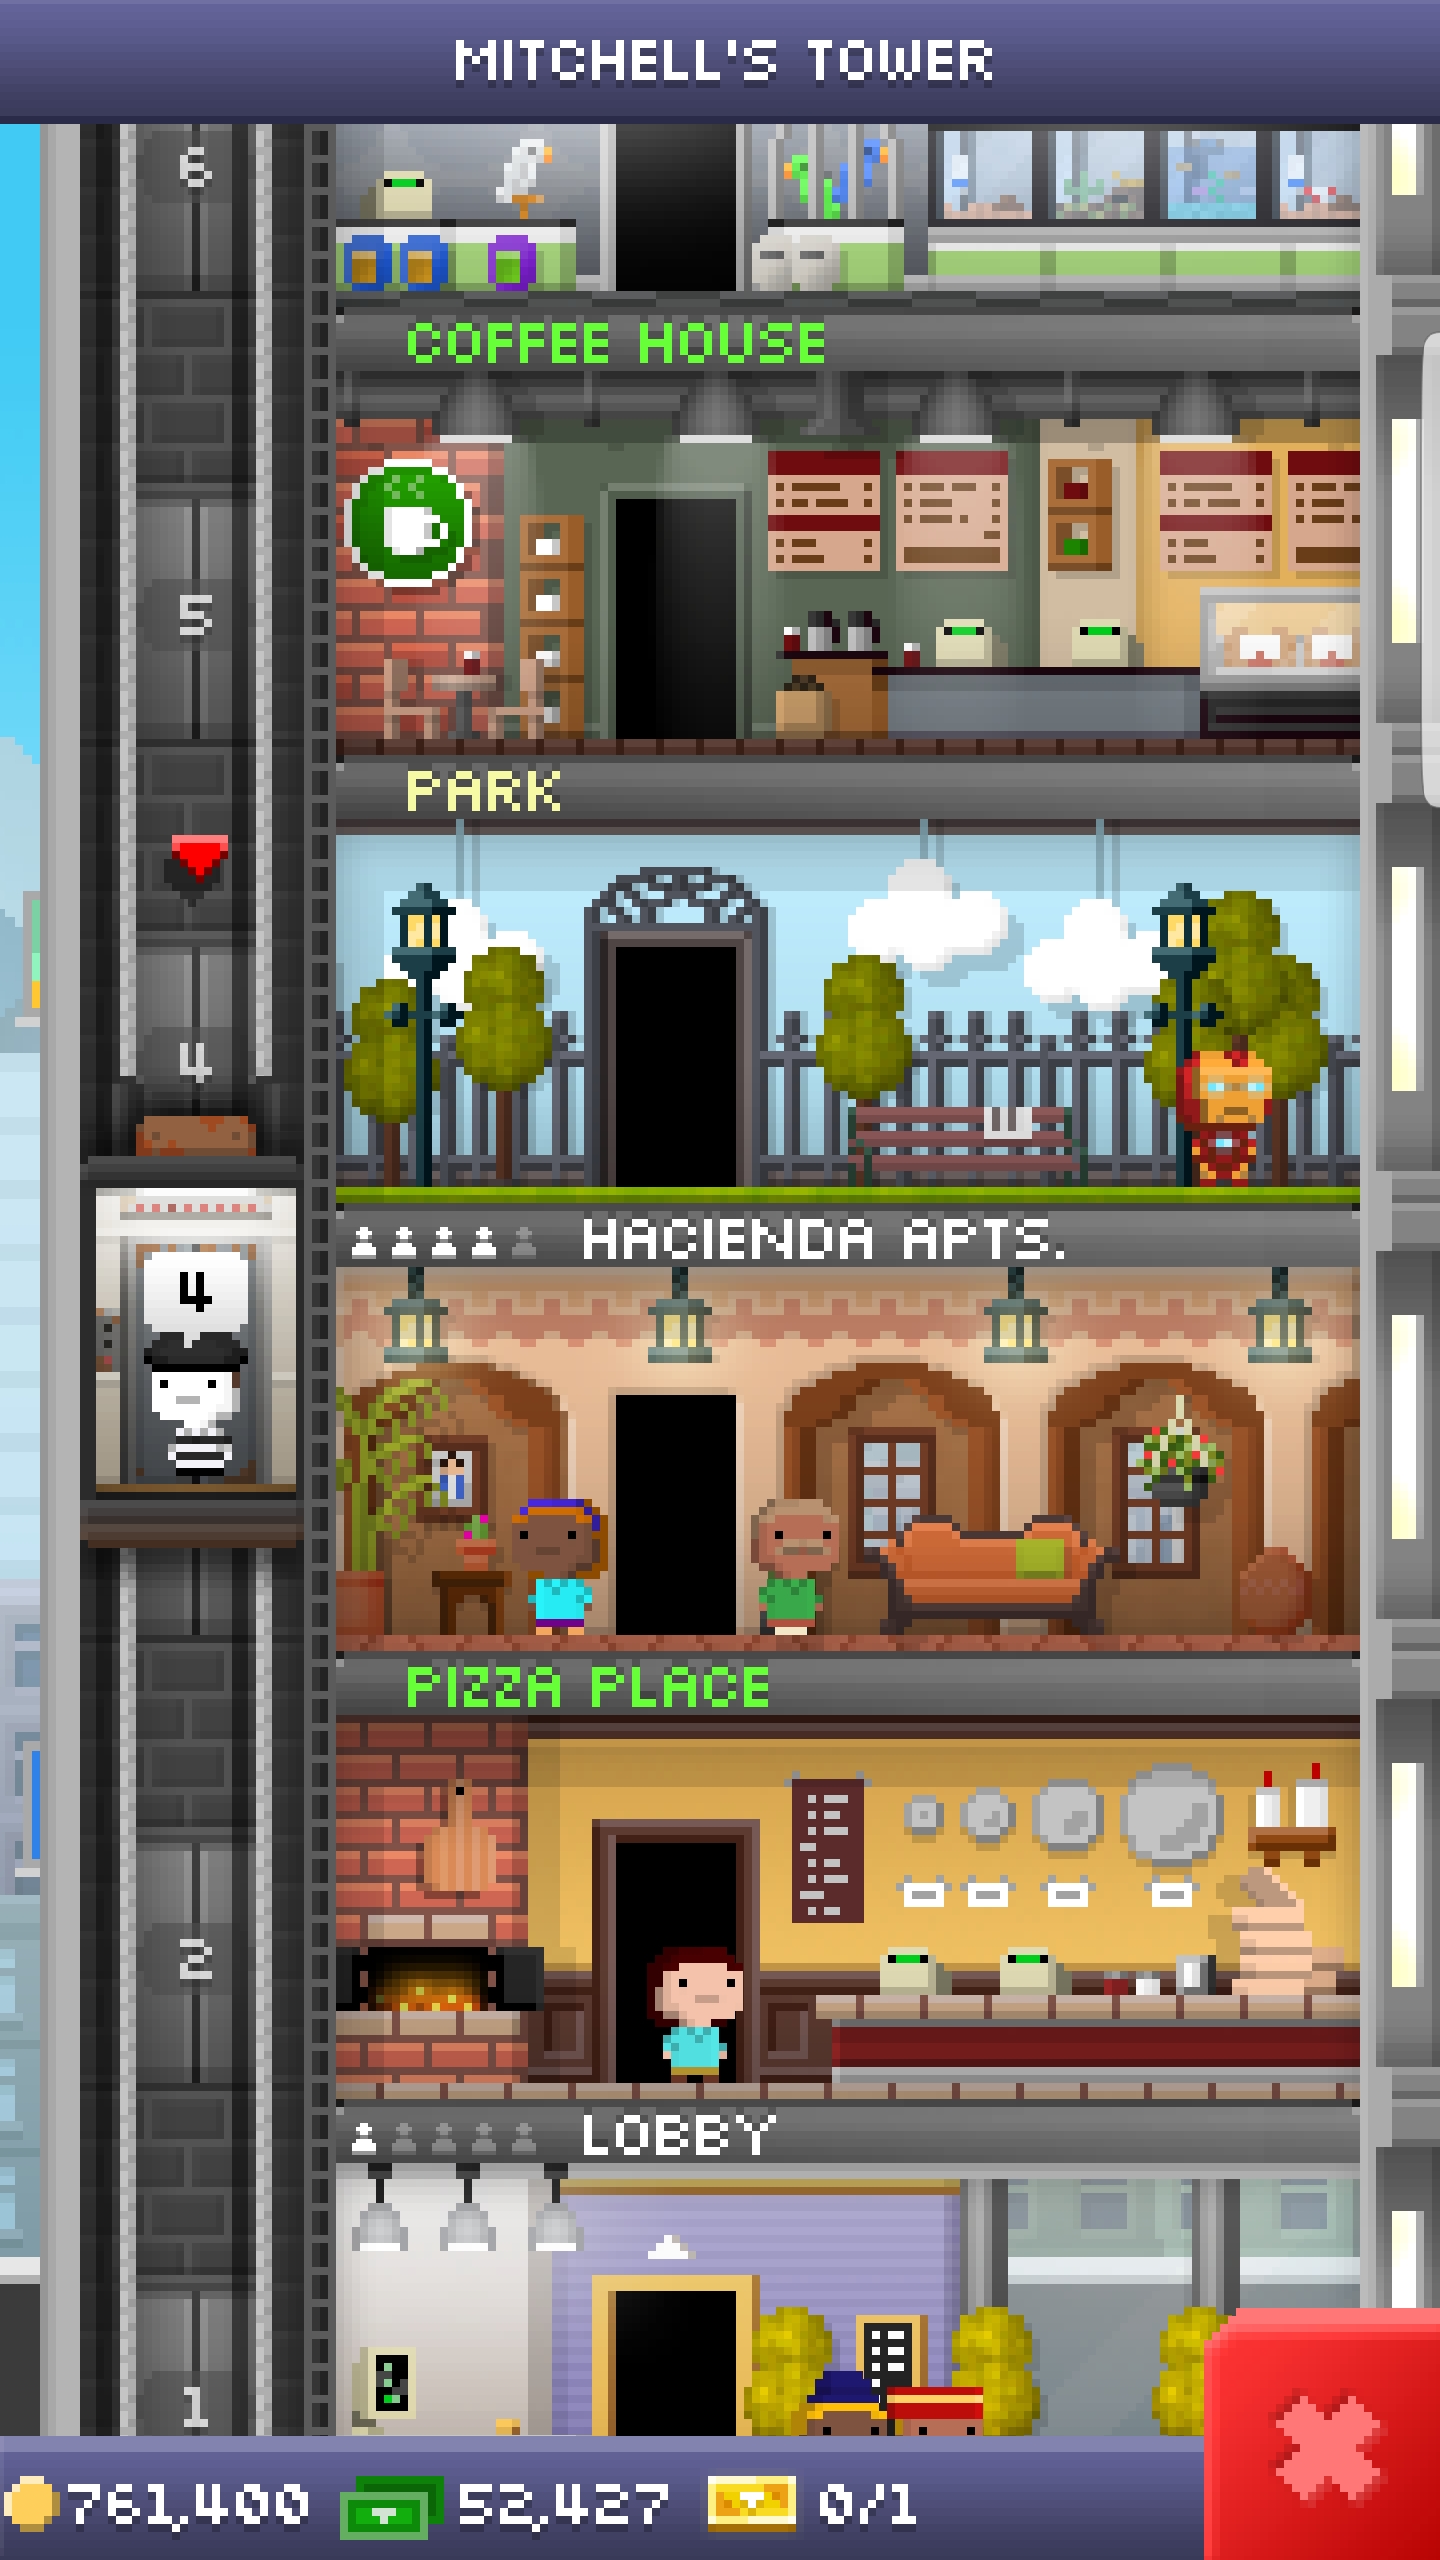 MITCHELL'S TOWER
6
COFFEE HOUSE
5
PARK
4
HACIENDA APTS.
4
PIZZA PLACE
2
LOBBY
1
761,400 52,427 0/1